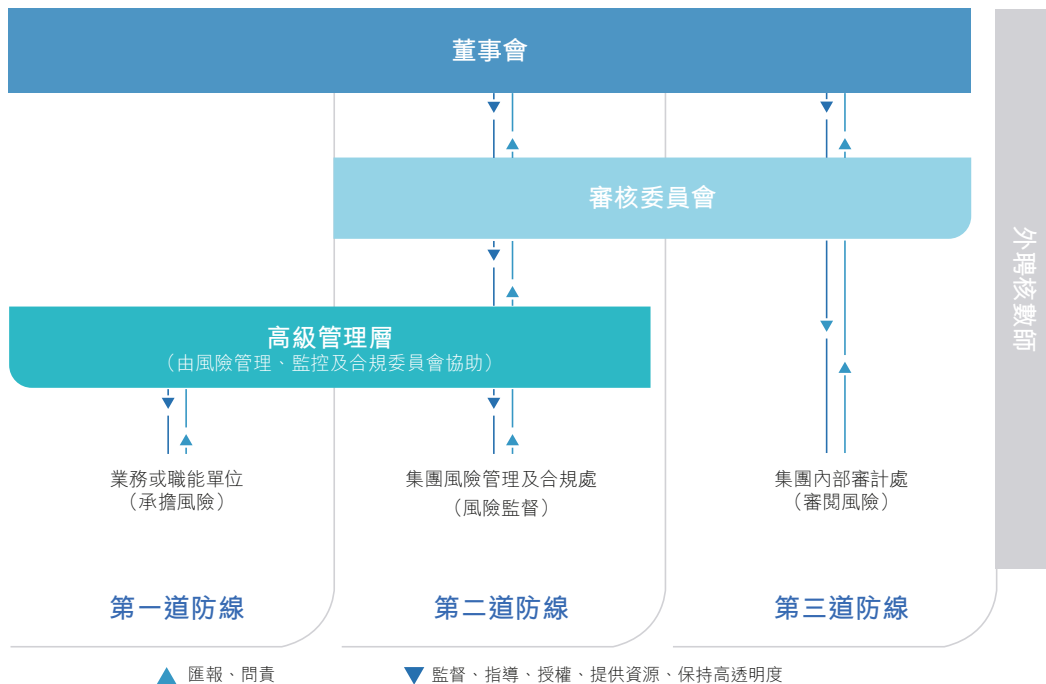 董事會
審核委員會
外聘核數師
高級管理層
（由風險管理、監控及合規委員會協助）
業務或職能單位
（承擔風險）
集團風險管理及合規處
（風險監督）
集團內部審計處
（審閱風險）
第一道防線
第二道防線
第三道防線
匯報、問責
監督、指導、授權、提供資源、保持高透明度